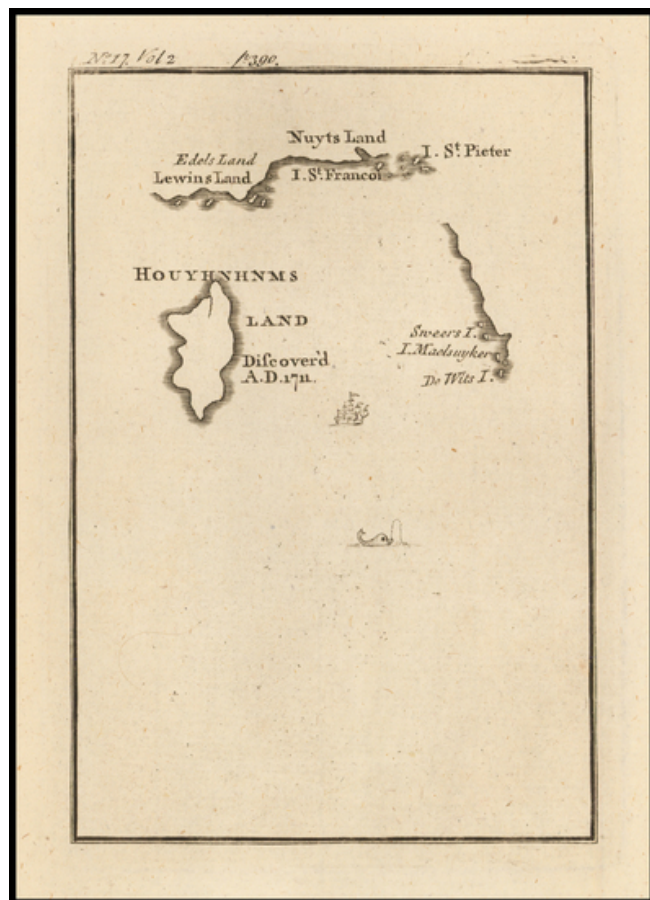 No. 17. Vol 2 p. 390.
Nuyts Land
I. St. Pieter
Edels Land
Lewins Land
I. St. Francoi
HOUYHNHNMS
LAND
Diſcover'd
A.D. 1711.
Sweers I.
I. Maelsuyker
De Wits I.